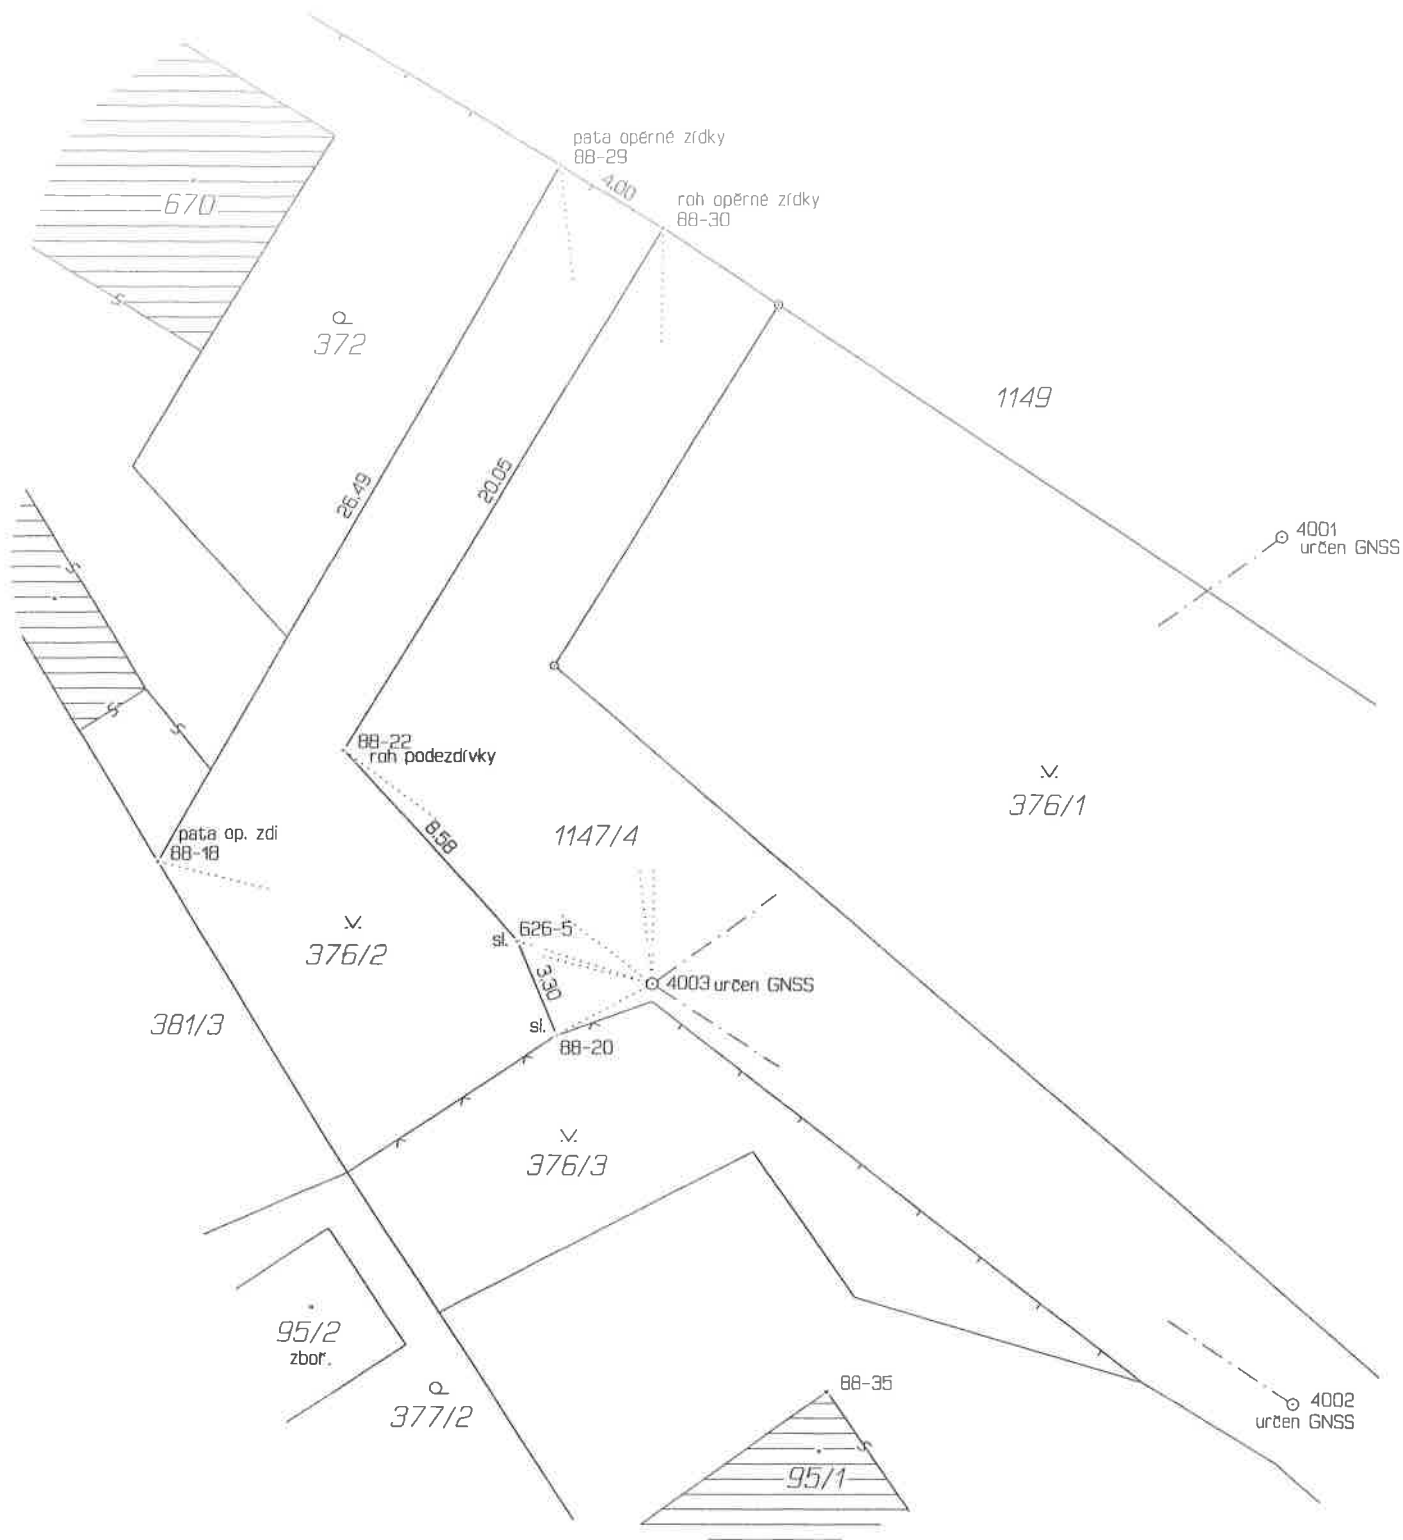 pata opěrné zídky
88-29
4.00
roh opěrné zídky
88-30
670
S
372
1149
26.49
20.05
4001
určen GNSS
S
S
S
88-22
roh podezdívky
376/1
pata op. zdi
88-18
8.58
1147/4
376/2
626-5
sl.
3.30
4003 určen GNSS
381/3
sl.
88-20
376/3
95/2
zboř.
377/2
88-35
4002
určen GNSS
S
95/1